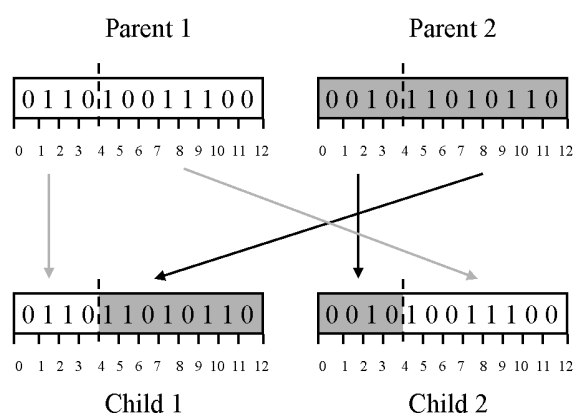 Parent 1 Parent 2
0 1 1 0 1 0 0 1 1 1 0 0 0 0 1 0 1 1 0 1 0 1 1 0
0 1 2 3 4 5 6 7 8 9 10 11 12 0 1 2 3 4 5 6 7 8 9 10 11 12
0 1 1 0 1 1 0 1 0 1 1 0 0 0 1 0 1 0 0 1 1 1 0 0
0 1 2 3 4 5 6 7 8 9 10 11 12 0 1 2 3 4 5 6 7 8 9 10 11 12
Child 1 Child 2